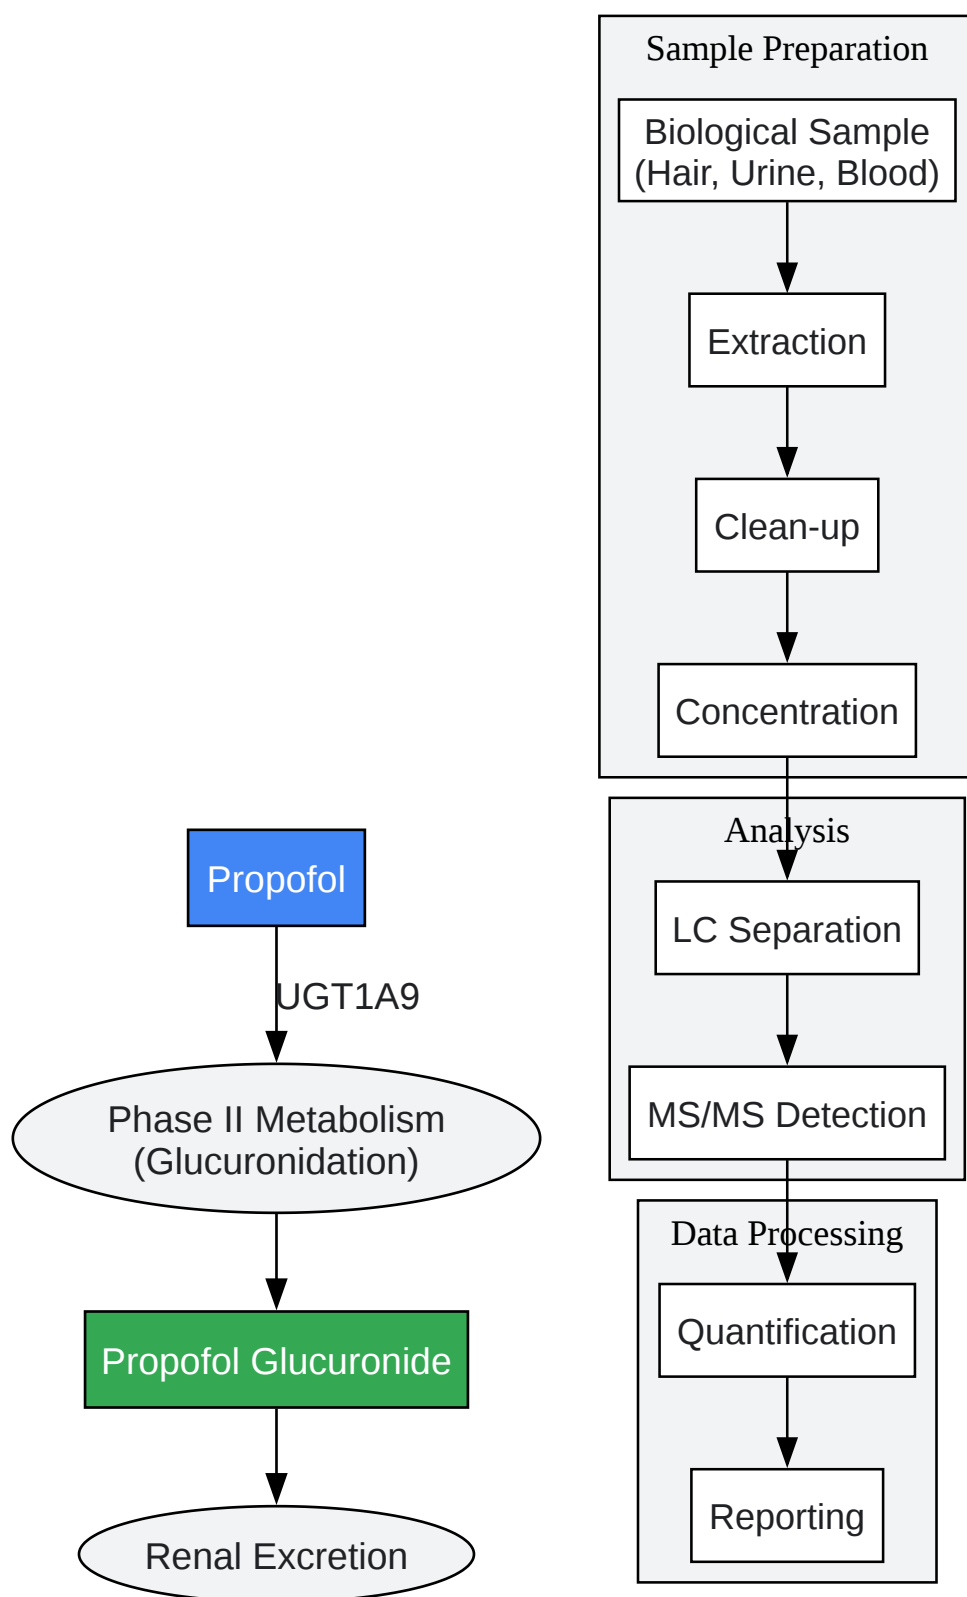 Sample Preparation
Biological Sample
(Hair, Urine, Blood)
Extraction
Clean-up
Concentration
Analysis
LC Separation
MS/MS Detection
Data Processing
Quantification
Reporting
Propofol
UGT1A9
Phase II Metabolism
(Glucuronidation)
Propofol Glucuronide
Renal Excretion